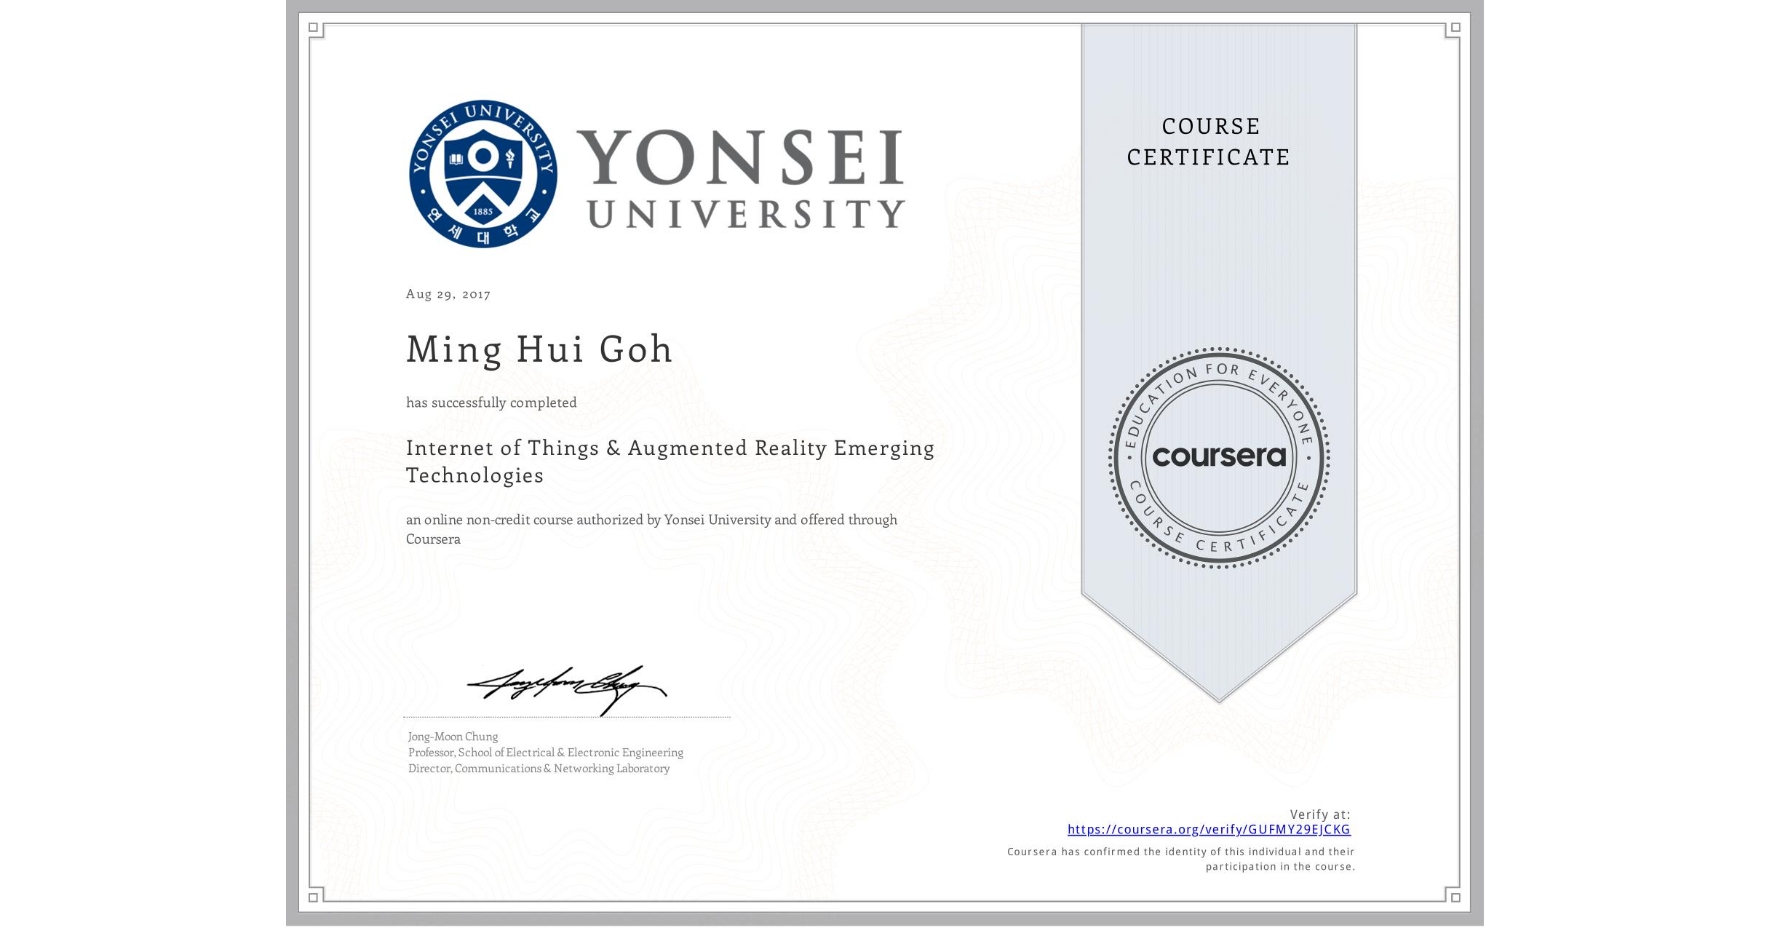 YONSEI UNIVERSITY
1885
연세대학교
YONSEI
UNIVERSITY
COURSE
CERTIFICATE
Aug 29, 2017
Ming Hui Goh
has successfully completed
Internet of Things & Augmented Reality Emerging
Technologies
an online non-credit course authorized by Yonsei University and offered through
Coursera
EDUCATION FOR EVERYONE
coursera
COURSE CERTIFICATE
Jong-Moon Chung
Professor, School of Electrical & Electronic Engineering
Director, Communications & Networking Laboratory
Verify at:
https://coursera.org/verify/GUFMY29EJCKG
Coursera has confirmed the identity of this individual and their
participation in the course.